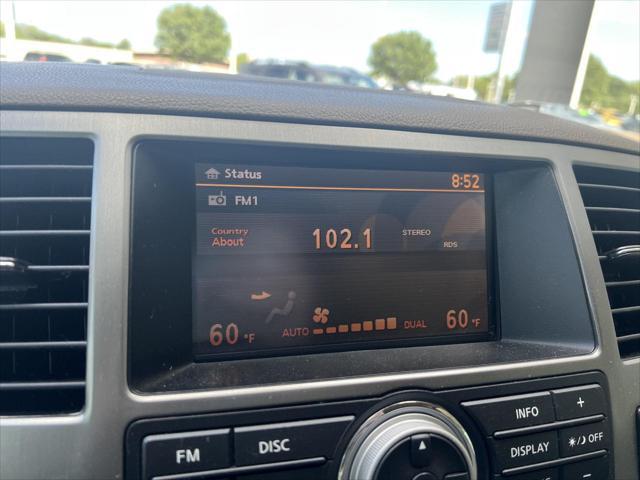 Status 8:52
FM1
Country 102.1 STEREO
About RDS
60 °F AUTO DUAL 60 °F
INFO +
FM DISC
DISPLAY OFF